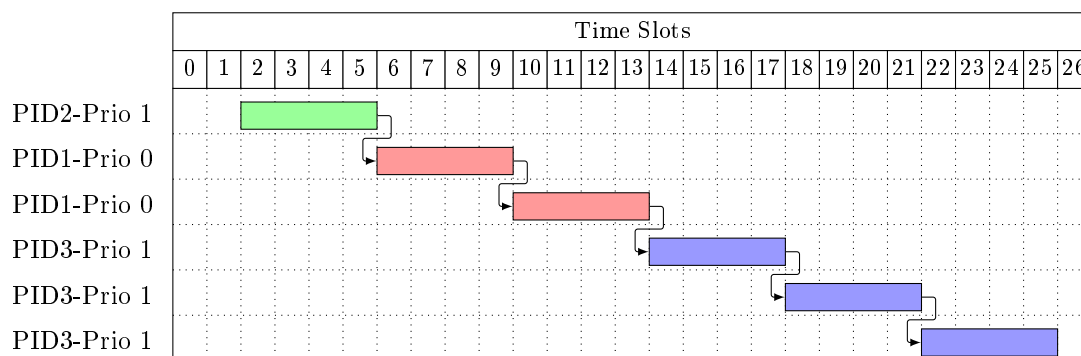 Time Slots
0 1 2 3 4 5 6 7 8 9 10 11 12 13 14 15 16 17 18 19 20 21 22 23 24 25 26
PID2-Prio 1
PID1-Prio 0
PID1-Prio 0
PID3-Prio 1
PID3-Prio 1
PID3-Prio 1